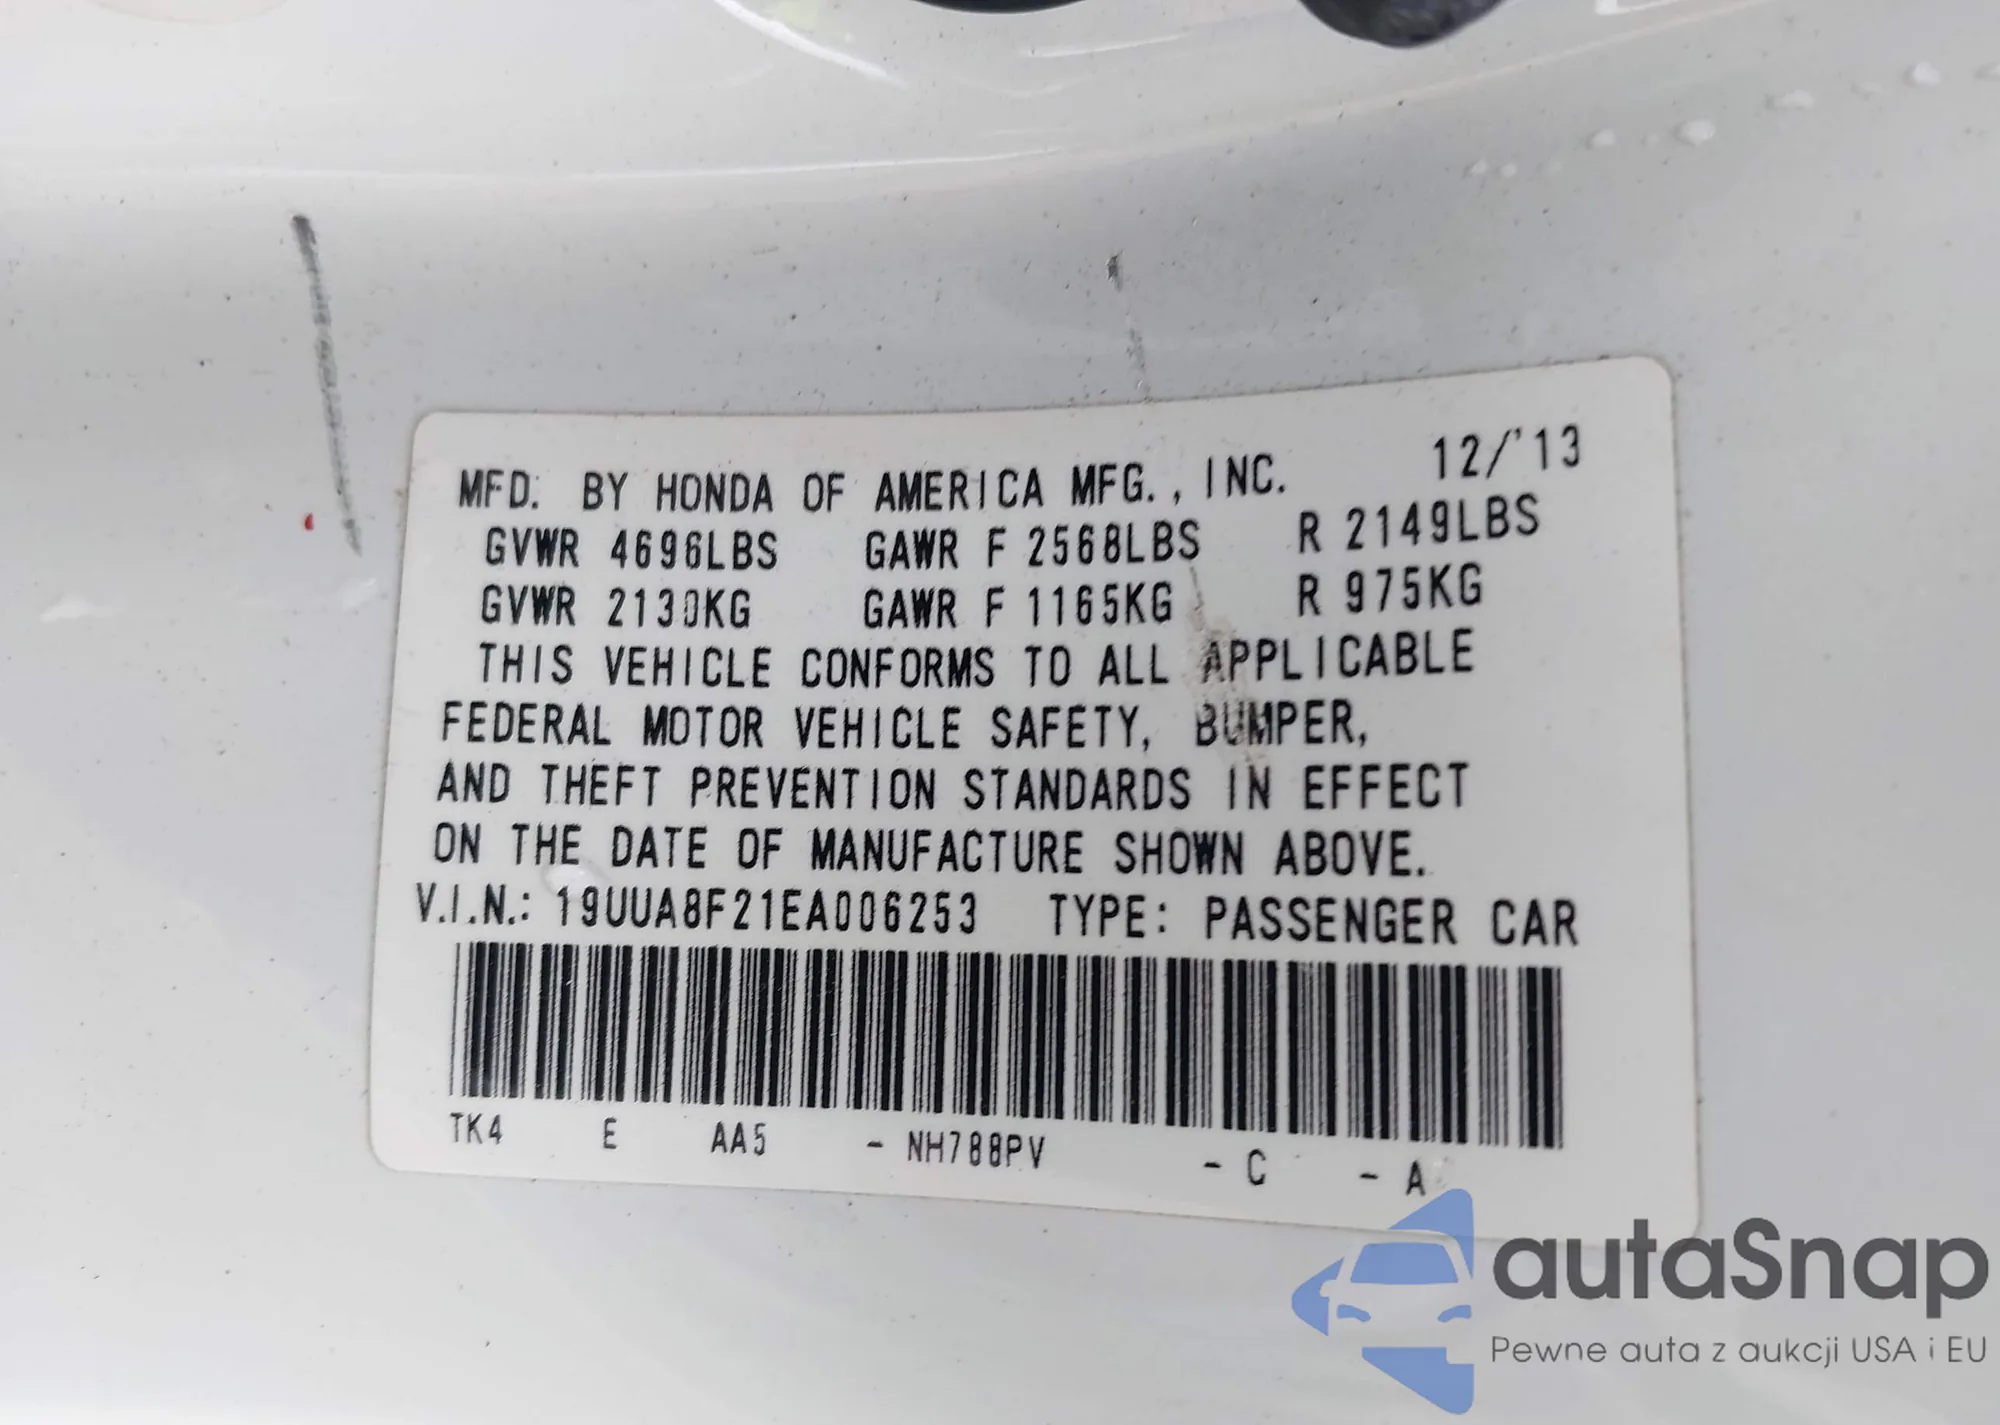 MFD. BY HONDA OF AMERICA MFG., INC. 12/'13
GVWR 4696LBS GAWR F 2568LBS R 2149LBS
GVWR 2130KG GAWR F 1165KG R 975KG
THIS VEHICLE CONFORMS TO ALL APPLICABLE
FEDERAL MOTOR VEHICLE SAFETY, BUMPER,
AND THEFT PREVENTION STANDARDS IN EFFECT
ON THE DATE OF MANUFACTURE SHOWN ABOVE.
V.I.N.: 19UUA8F21EA006253 TYPE: PASSENGER CAR
TK4 E AA5 - NH788PV - C - A
autaSnap
Pewne auta z aukcji USA i EU